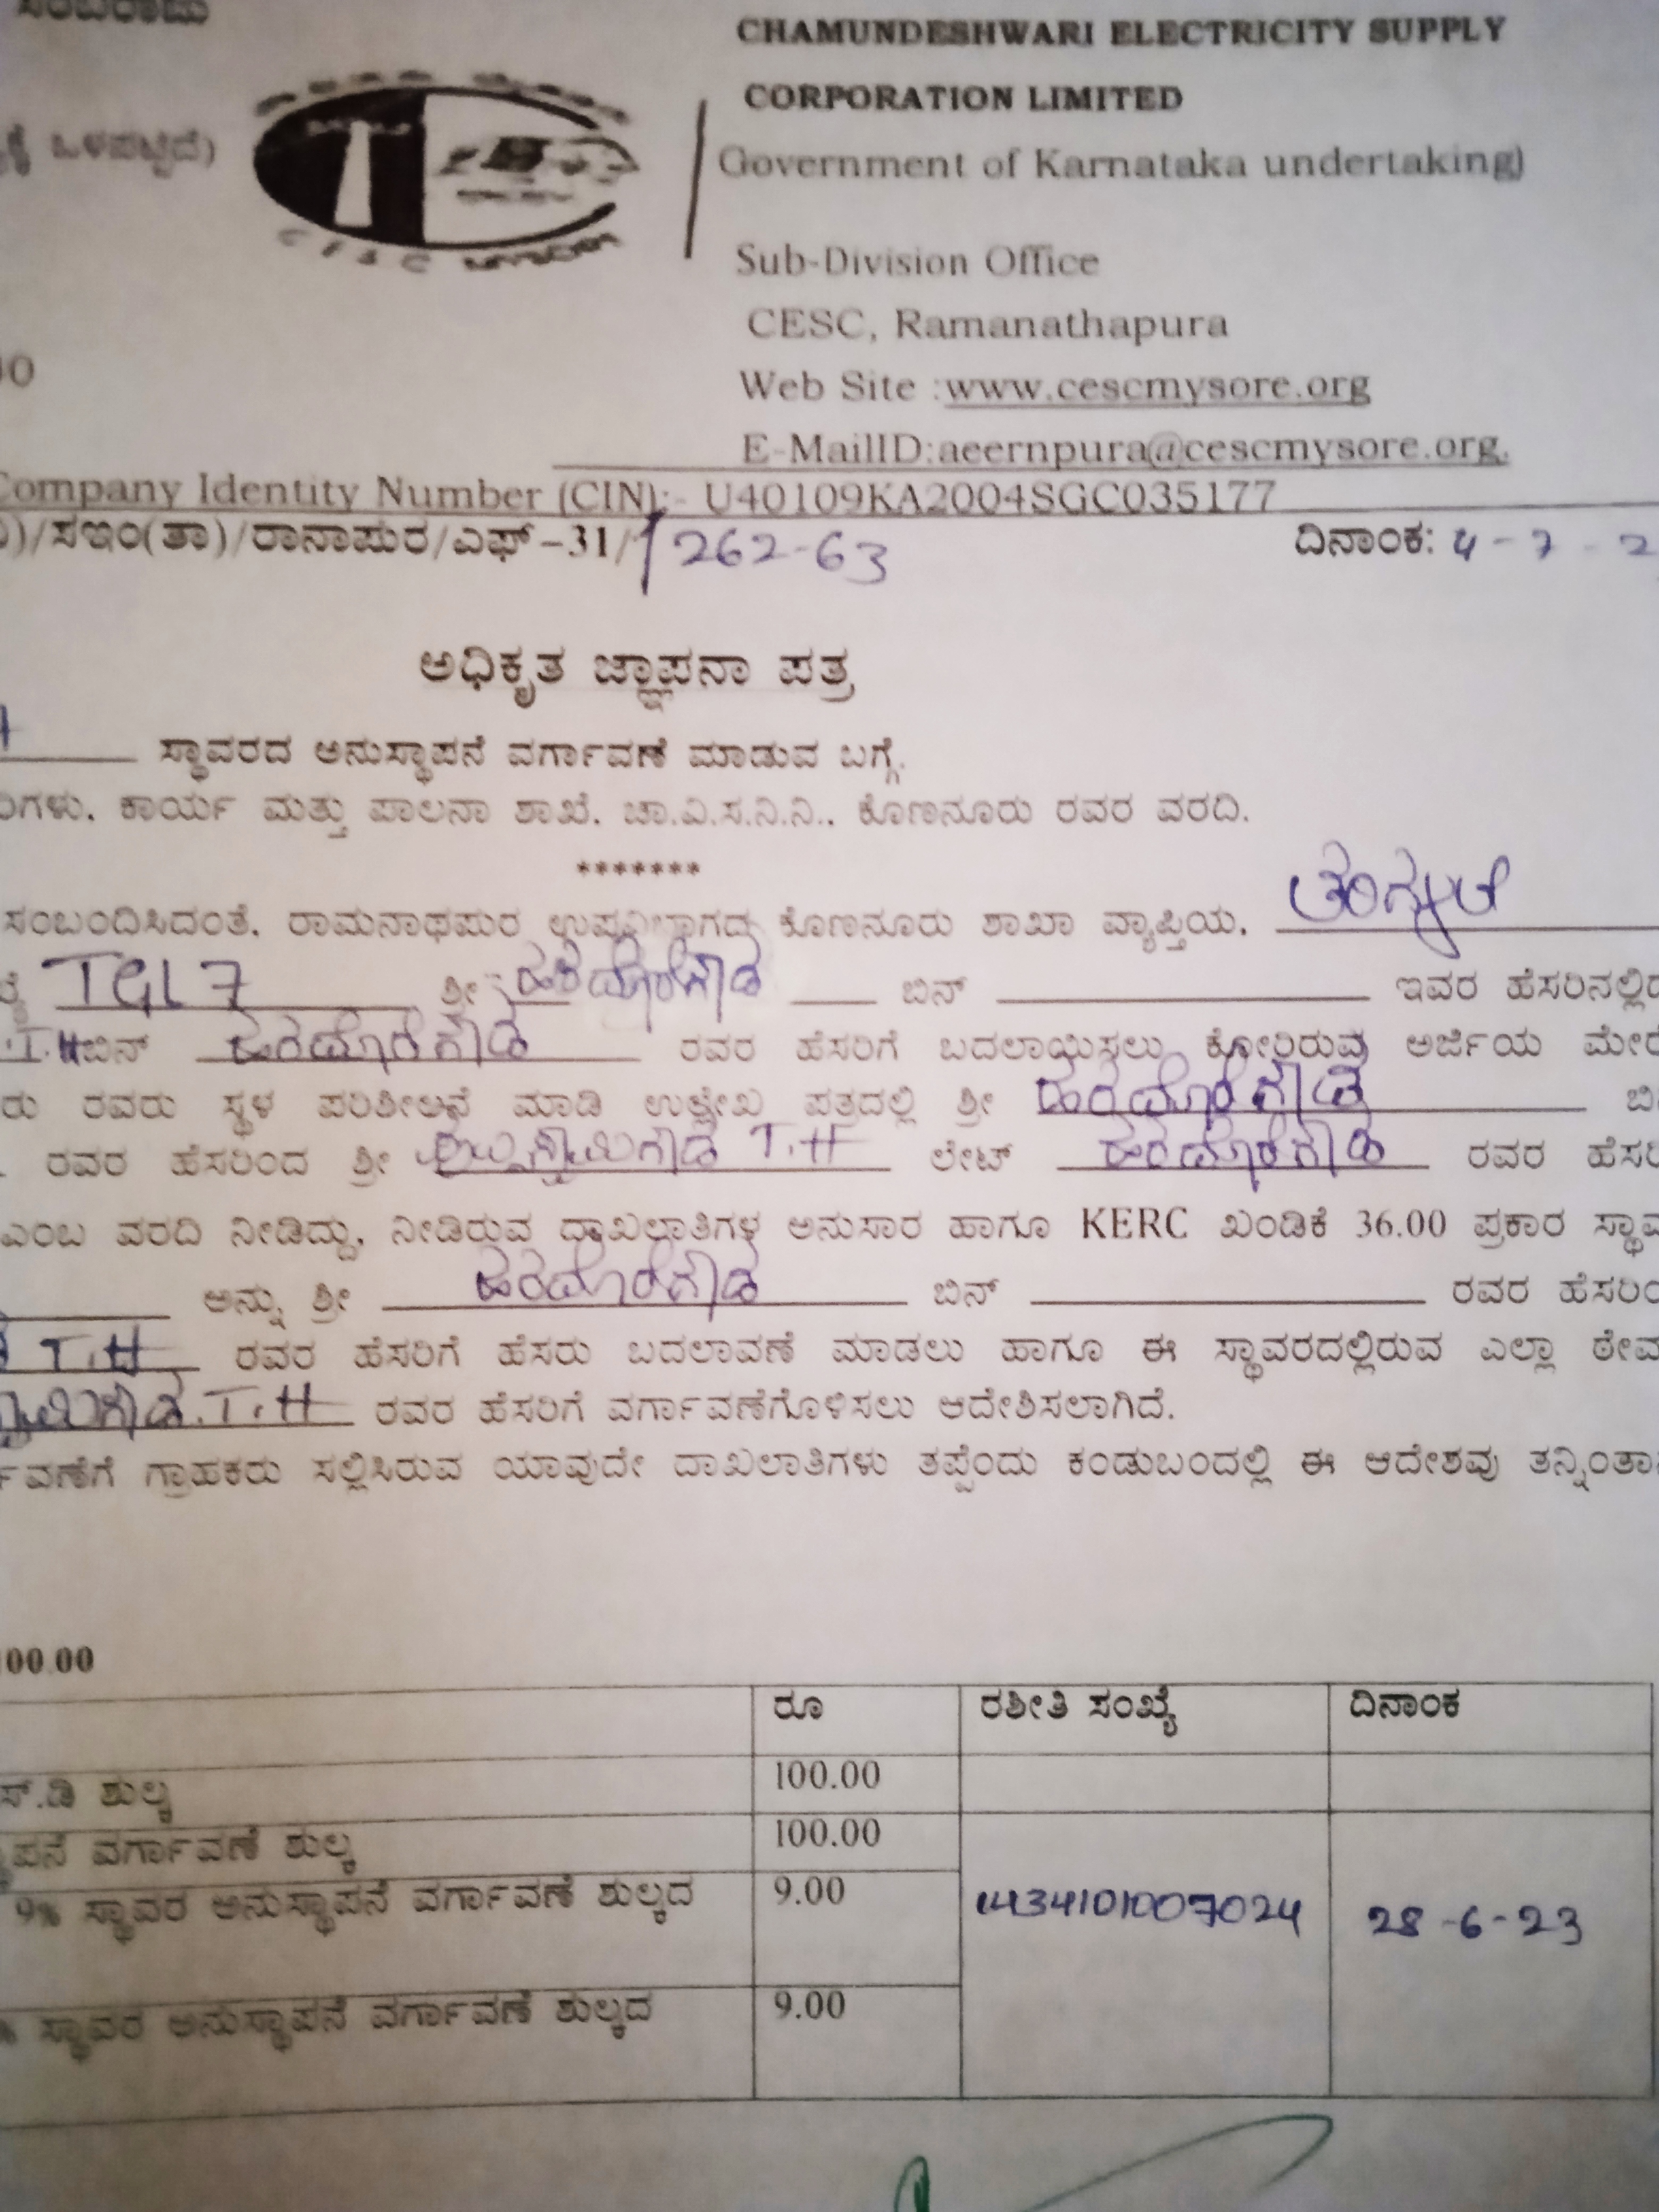 ಸರಬರಾಜು
CHAMUNDESHWARI ELECTRICITY SUPPLY
CORPORATION LIMITED
ಒಳಪಟ್ಟಿದೆ)
Government of Karnataka undertaking)
Sub-Division Office
CESC, Ramanathapura
Web Site :www.cescmysore.org
E-MailID:aeernpura@cescmysore.org.
Company Identity Number (CIN):- U40109KA2004SGC035177
)/ಸಇಂ(ತಾ)/ರಾನಾಪುರ/ಎಫ್-31/ 262-63 ದಿನಾಂಕ: 4-7-2
ಅಧಿಕೃತ ಜ್ಞಾಪನಾ ಪತ್ರ
ಸ್ಥಾವರದ ಅನುಸ್ಥಾಪನೆ ವರ್ಗಾವಣೆ ಮಾಡುವ ಬಗ್ಗೆ.
ಕಾರ್ಯ ಮತ್ತು ಪಾಲನಾ ಶಾಖೆ, ಚಾ.ವಿ.ಸ.ನಿ.ನಿ., ಕೊಣನೂರು ರವರ ವರದಿ.
*******
ಸಂಬಂದಿಸಿದಂತೆ, ರಾಮನಾಥಪುರ ಉಪವಿಭಾಗದ ಕೊಣನೂರು ಶಾಖಾ ವ್ಯಾಪ್ತಿಯ,
TGL7 ಶ್ರೀ ಬಿನ್ ಇವರ ಹೆಸರಿನಲ್ಲಿ
T.H ಬಿನ್ ರವರ ಹೆಸರಿಗೆ ಬದಲಾಯಿಸಲು ಕೋರಿರುವ ಅರ್ಜಿಯ ಮೇರೆ
ರು ರವರು ಸ್ಥಳ ಪರಿಶೀಲನೆ ಮಾಡಿ ಉಲ್ಲೇಖ ಪತ್ರದಲ್ಲಿ ಶ್ರೀ
ರವರ ಹೆಸರಿಂದ ಶ್ರೀ T.H ಲೇಟ್ ರವರ ಹೆಸರಿ
ಎಂಬ ವರದಿ ನೀಡಿದ್ದು, ನೀಡಿರುವ ದಾಖಲಾತಿಗಳ ಅನುಸಾರ ಹಾಗೂ KERC ಖಂಡಿಕೆ 36.00 ಪ್ರಕಾರ
ಅನ್ನು ಶ್ರೀ ಬಿನ್ ರವರ ಹೆಸರಿಂ
T.H ರವರ ಹೆಸರಿಗೆ ಹೆಸರು ಬದಲಾವಣೆ ಮಾಡಲು ಹಾಗೂ ಈ ಸ್ಥಾವರದಲ್ಲಿರುವ ಎಲ್ಲಾ ಠೇವ
T.H ರವರ ಹೆಸರಿಗೆ ವರ್ಗಾವಣೆಗೊಳಿಸಲು ಆದೇಶಿಸಲಾಗಿದೆ.
ವಣೆಗೆ ಗ್ರಾಹಕರು ಸಲ್ಲಿಸಿರುವ ಯಾವುದೇ ದಾಖಲಾತಿಗಳು ತಪ್ಪೆಂದು ಕಂಡುಬಂದಲ್ಲಿ ಈ ಆದೇಶವು ತನ್ನಿಂತಾ
00.00
ರೂ ರಶೀತಿ ಸಂಖ್ಯೆ ದಿನಾಂಕ
ಸ್.ಡಿ ಶುಲ್ಕ 100.00
ಪನೆ ವರ್ಗಾವಣೆ ಶುಲ್ಕ 100.00
9% ಸ್ಥಾವರ ಅನುಸ್ಥಾಪನೆ ವರ್ಗಾವಣೆ ಶುಲ್ಕದ 9.00 28-6-23
% ಸ್ಥಾವರ ಅನುಸ್ಥಾಪನೆ ವರ್ಗಾವಣೆ ಶುಲ್ಕದ 9.00